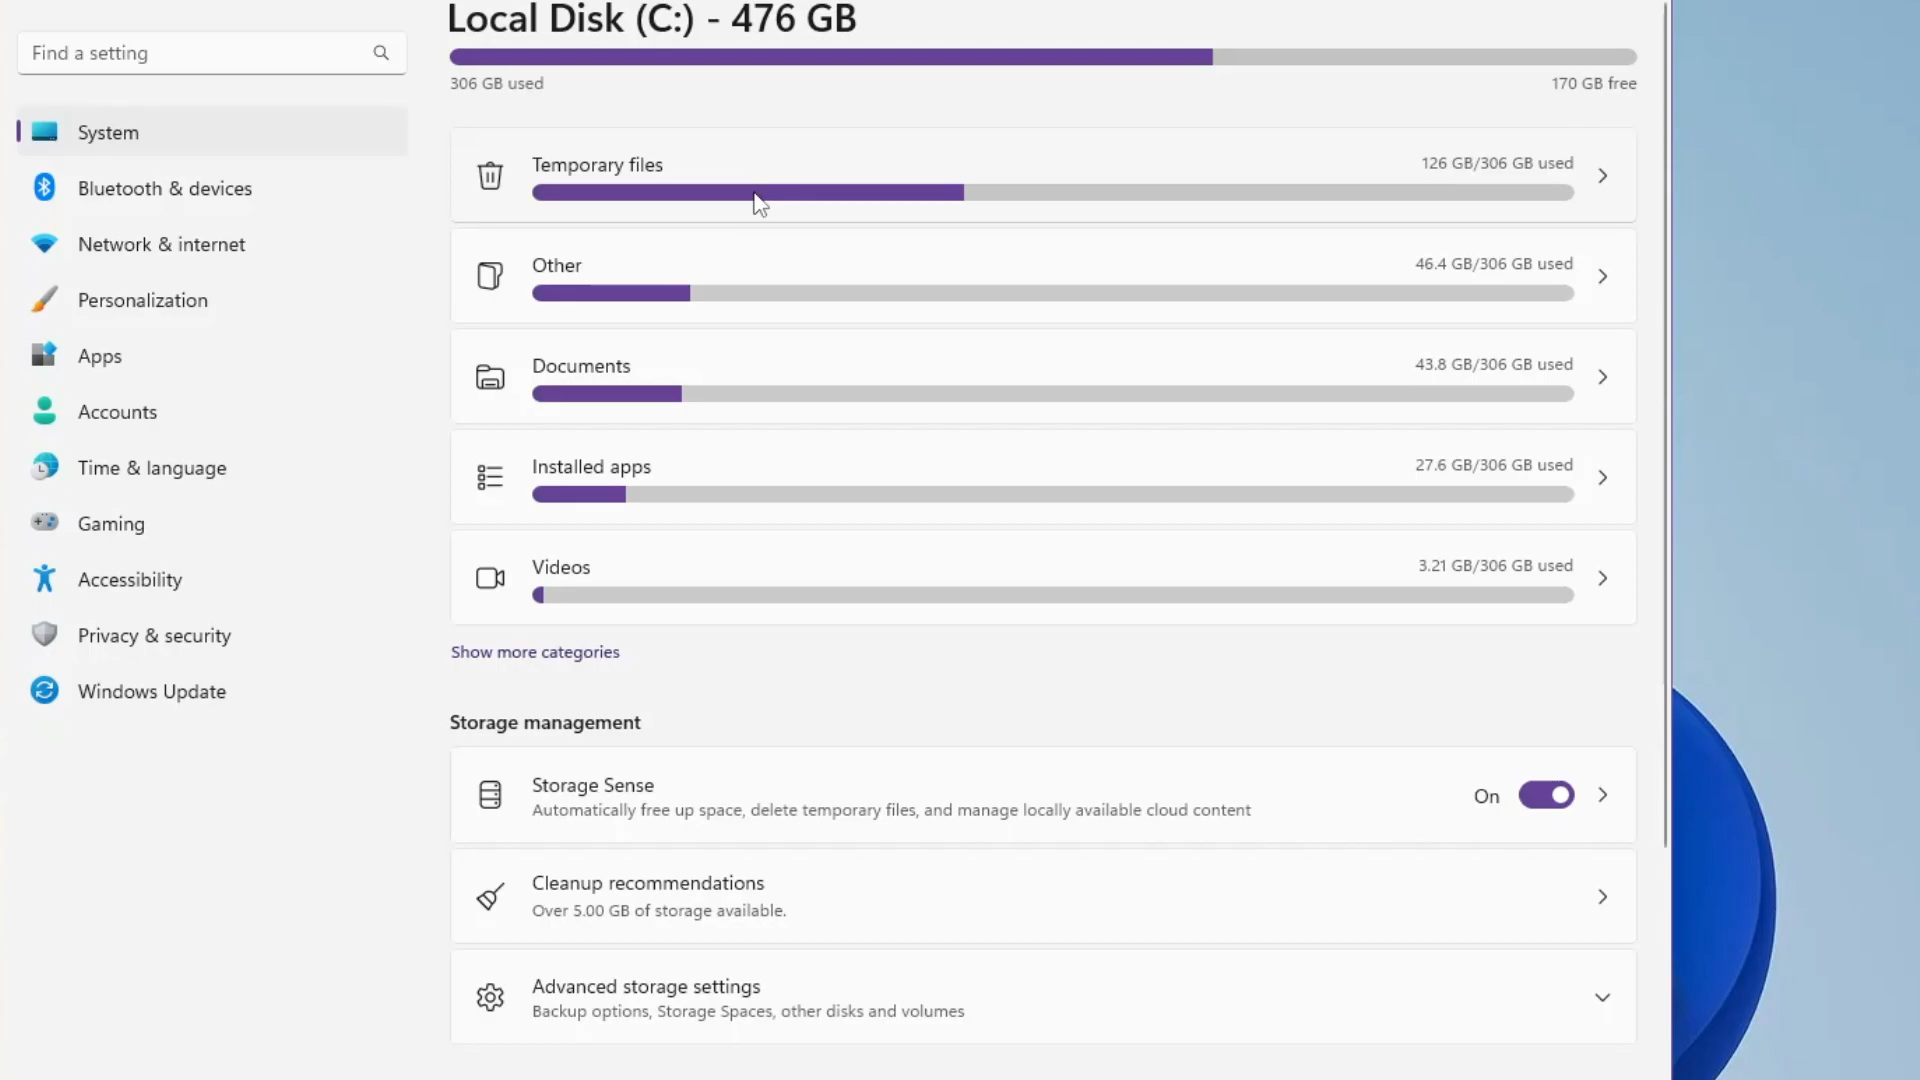 Local Disk (C:) - 476 GB
Find a setting
306 GB used
170 GB free
System
Bluetooth & devices
Network & internet
Personalization
Apps
Accounts
Time & language
Gaming
Accessibility
Privacy & security
Windows Update
Temporary files
126 GB/306 GB used
Other
46.4 GB/306 GB used
Documents
43.8 GB/306 GB used
Installed apps
27.6 GB/306 GB used
Videos
3.21 GB/306 GB used
Show more categories
Storage management
Storage Sense
Automatically free up space, delete temporary files, and manage locally available cloud content
On
Cleanup recommendations
Over 5.00 GB of storage available.
Advanced storage settings
Backup options, Storage Spaces, other disks and volumes